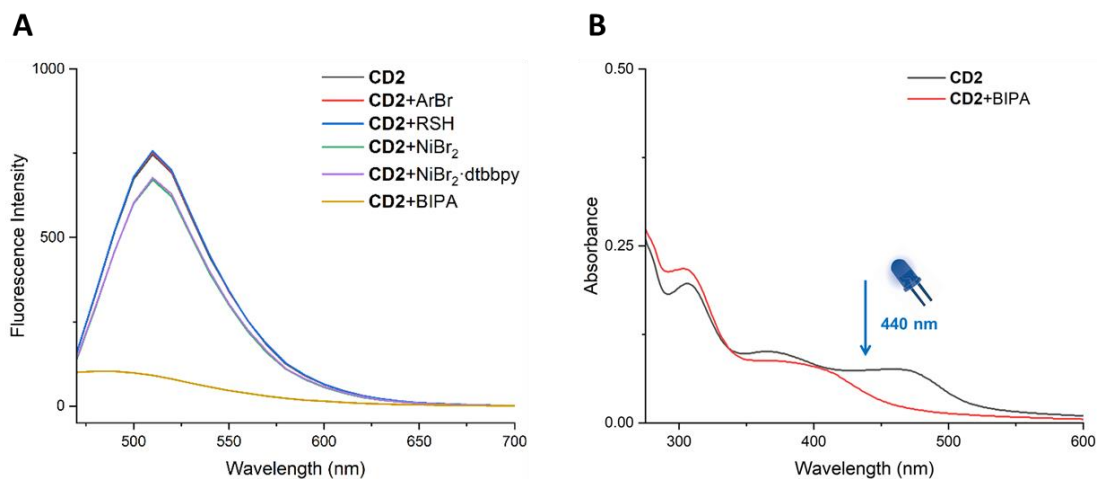 A
B
1000
500
0
Fluorescence Intensity
CD2
CD2+ArBr
CD2+RSH
CD2+NiBr₂
CD2+NiBr₂·dtbbpy
CD2+BIPA
500
550
600
650
700
Wavelength (nm)
0.50
0.25
0.00
Absorbance
CD2
CD2+BIPA
440 nm
300
400
500
600
Wavelength (nm)